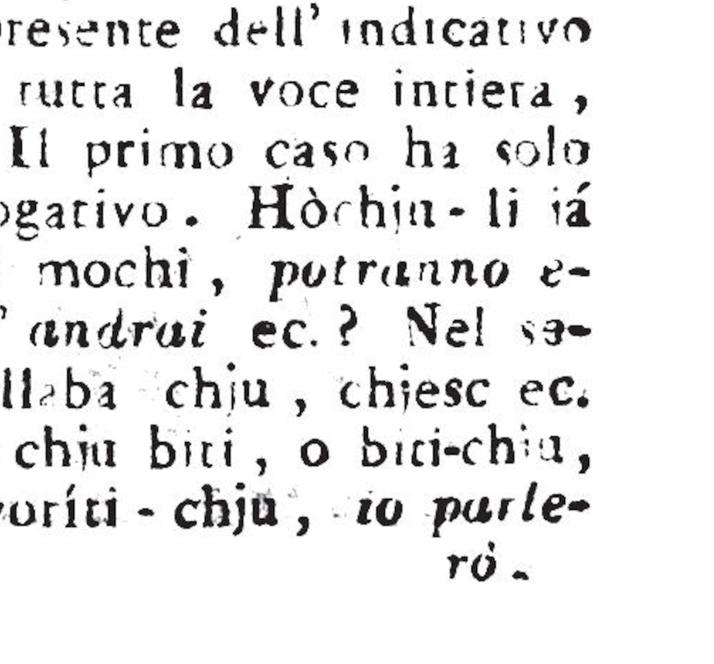 presente dell' indicativo
tutta la voce intiera,
Il primo caso ha solo
ogativo. Hòchju-li iá
mochi, potranno e-
' andrai ec.? Nel se-
llaba chju, chjesc ec.
chju biti, o biti-chju,
voríti-chju, io parle-
rò.